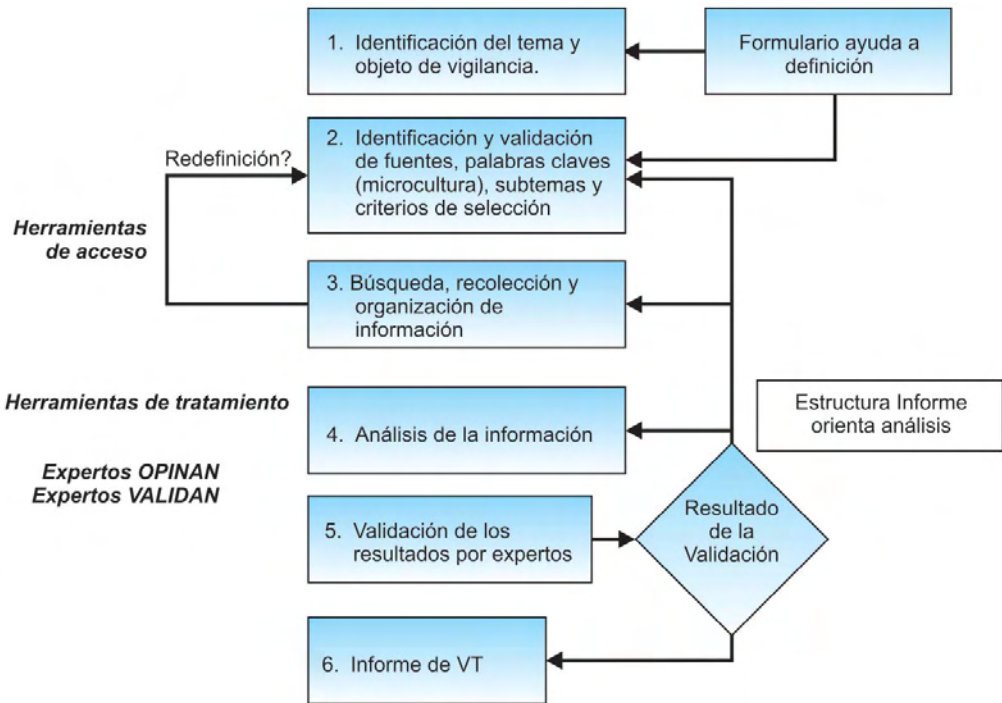 1. Identificación del tema y
objeto de vigilancia.
Formulario ayuda a
definición
Redefinición?
2. Identificación y validación
de fuentes, palabras claves
(microcultura), subtemas y
criterios de selección
Herramientas
de acceso
3. Búsqueda, recolección y
organización de
información
Herramientas de tratamiento
4. Análisis de la información
Estructura Informe
orienta análisis
Expertos OPINAN
Expertos VALIDAN
5. Validación de los
resultados por expertos
Resultado
de la
Validación
6. Informe de VT